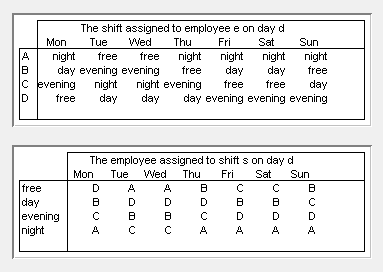 The shift assigned to employee e on day d
Mon Tue Wed Thu Fri Sat Sun
A night free free night night night night
B day evening evening free day day free
C evening night night evening free free day
D free day day day evening evening evening
The employee assigned to shift s on day d
Mon Tue Wed Thu Fri Sat Sun
free D A A B C C B
day B D D D B B C
evening C B B C D D D
night A C C A A A A